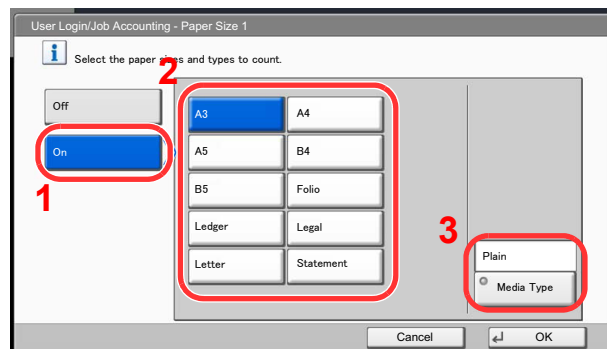 User Login/Job Accounting - Paper Size 1
i Select the paper sizes and types to count.
2
Off
On
1
A3 A4
A5 B4
B5 Folio
Ledger Legal
Letter Statement
3
Plain
Media Type
Cancel OK